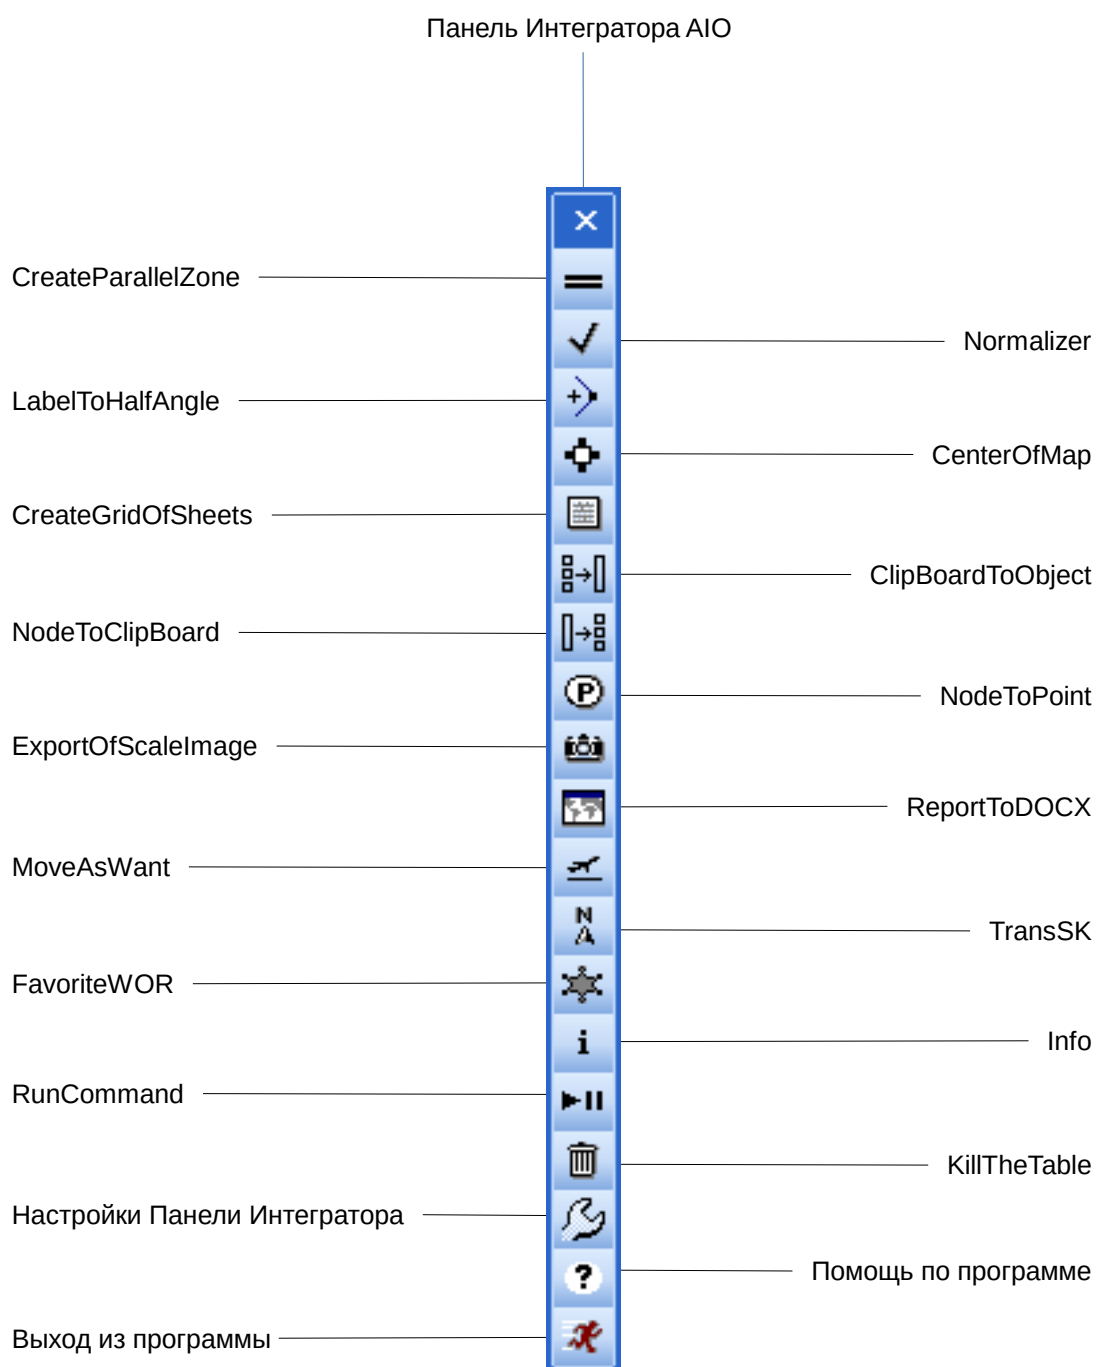 Панель Интегратора AIO
CreateParallelZone
Normalizer
LabelToHalfAngle
CenterOfMap
CreateGridOfSheets
ClipBoardToObject
NodeToClipBoard
P
NodeToPoint
ExportOfScaleImage
ReportToDOCX
MoveAsWant
N
TransSK
FavoriteWOR
i
Info
RunCommand
KillTheTable
Настройки Панели Интегратора
?
Помощь по программе
Выход из программы